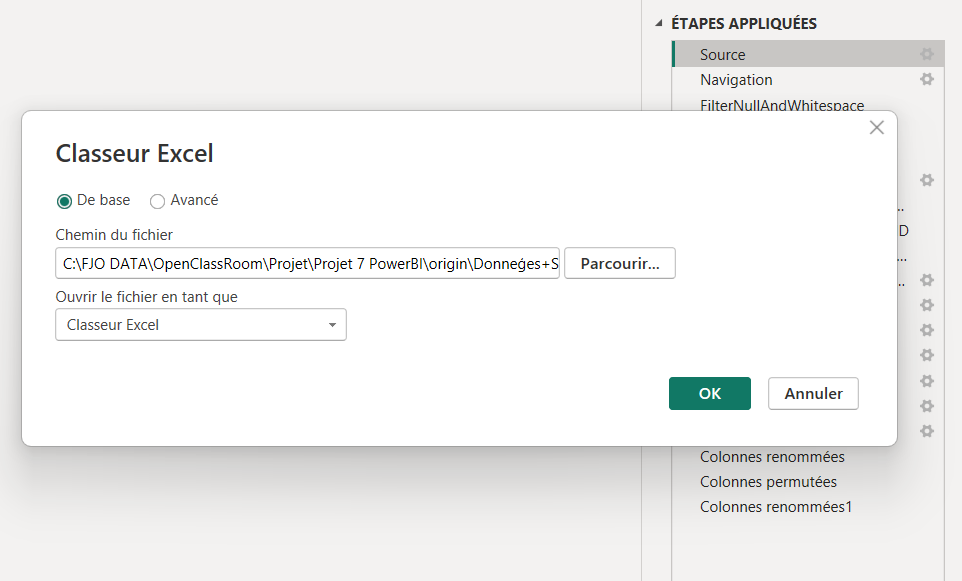 ÉTAPES APPLIQUÉES
Source
Navigation
FilterNullAndWhitespace
Classeur Excel
De base
Avancé
..
Chemin du fichier
D
C:\FJO DATA\OpenClassRoom\Projet\Projet 7 PowerBI\origin\Donneģes+S
Parcourir...
...
Ouvrir le fichier en tant que
..
Classeur Excel
OK
Annuler
Colonnes renommées
Colonnes permutées
Colonnes renommées1